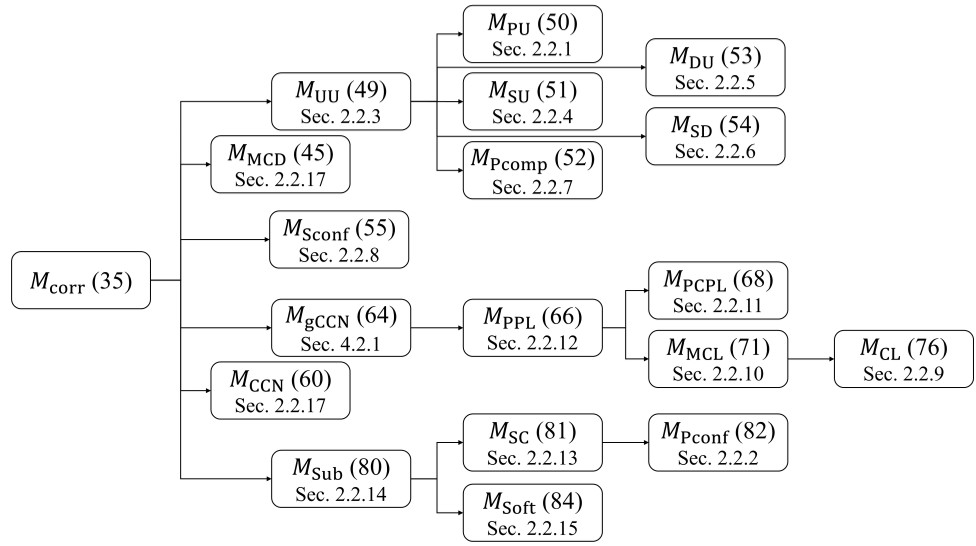 M_corr (35)
M_UU (49)
Sec. 2.2.3
M_MCD (45)
Sec. 2.2.17
M_Sconf (55)
Sec. 2.2.8
M_gCCN (64)
Sec. 4.2.1
M_CCN (60)
Sec. 2.2.17
M_Sub (80)
Sec. 2.2.14
M_PU (50)
Sec. 2.2.1
M_SU (51)
Sec. 2.2.4
M_Pcomp (52)
Sec. 2.2.7
M_DU (53)
Sec. 2.2.5
M_SD (54)
Sec. 2.2.6
M_PPL (66)
Sec. 2.2.12
M_PCPL (68)
Sec. 2.2.11
M_MCL (71)
Sec. 2.2.10
M_CL (76)
Sec. 2.2.9
M_SC (81)
Sec. 2.2.13
M_Soft (84)
Sec. 2.2.15
M_Pconf (82)
Sec. 2.2.2